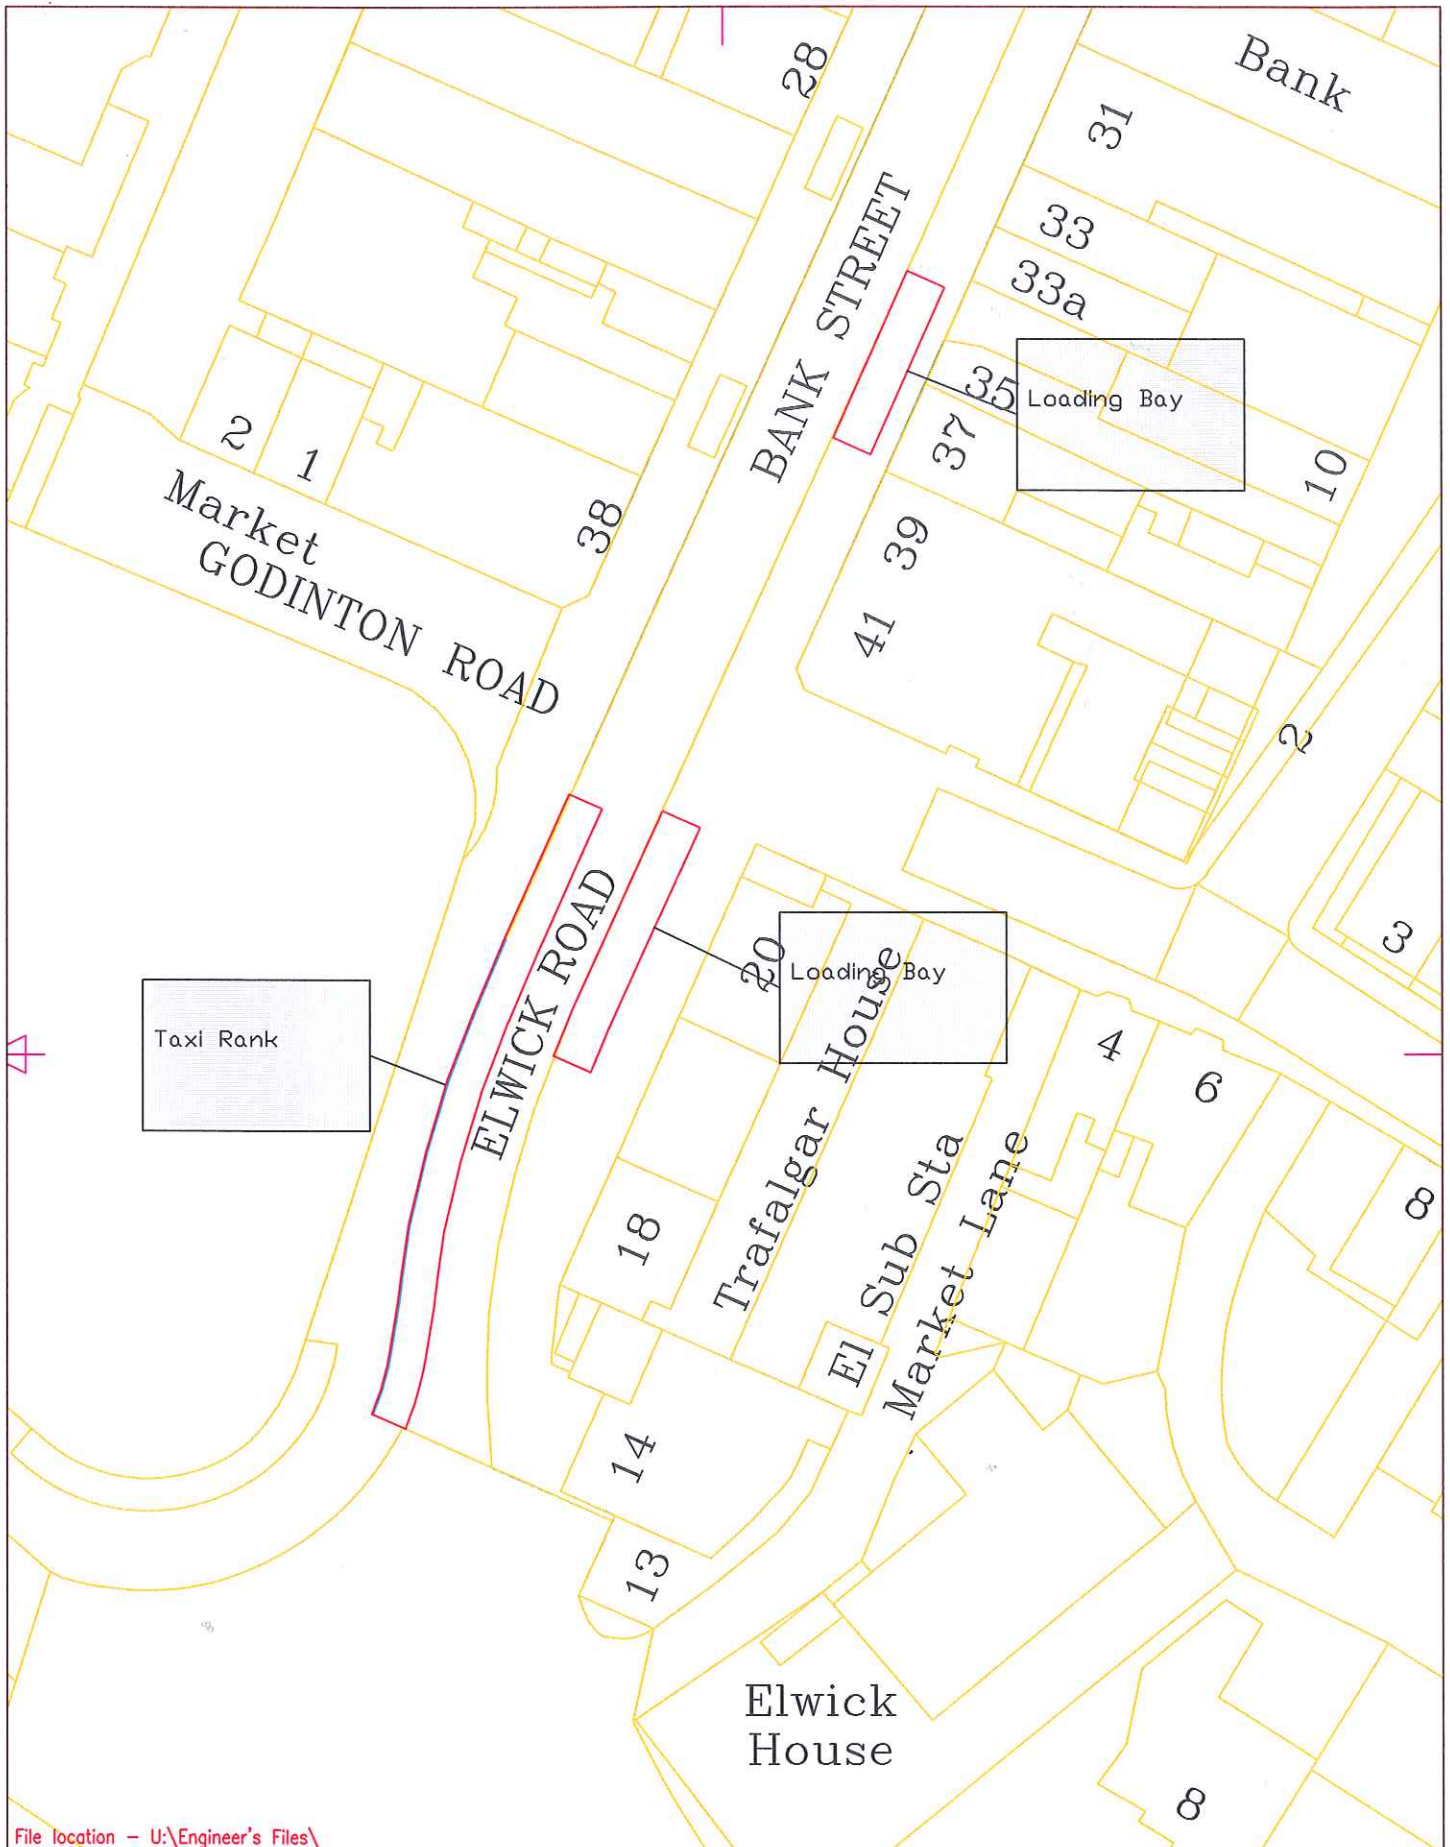 28
Bank
31
BANK STREET
33
33a
35
Loading Bay
37
2
1
Market
GODINTON ROAD
38
39
10
41
2
ELWICK ROAD
20
Loading Bay
3
Taxi Rank
4
6
Trafalgar House
18
El Sub Sta
Market Lane
8
14
13
Elwick
House
8
File location - U:\Engineer's Files\